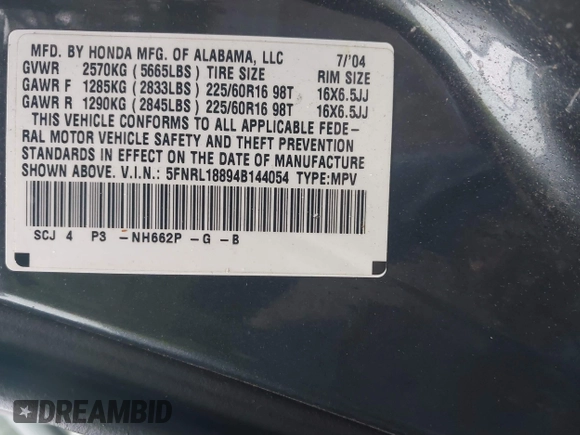 MFD. BY HONDA MFG. OF ALABAMA, LLC 7/'04
GVWR 2570KG (5665LBS) TIRE SIZE RIM SIZE
GAWR F 1285KG (2833LBS) 225/60R16 98T 16X6.5JJ
GAWR R 1290KG (2845LBS) 225/60R16 98T 16X6.5JJ
THIS VEHICLE CONFORMS TO ALL APPLICABLE FEDE-
RAL MOTOR VEHICLE SAFETY AND THEFT PREVENTION
STANDARDS IN EFFECT ON THE DATE OF MANUFACTURE
SHOWN ABOVE. V.I.N.: 5FNRL18894B144054 TYPE:MPV
SCJ 4 P3 -NH662P -G -B
DREAMBID